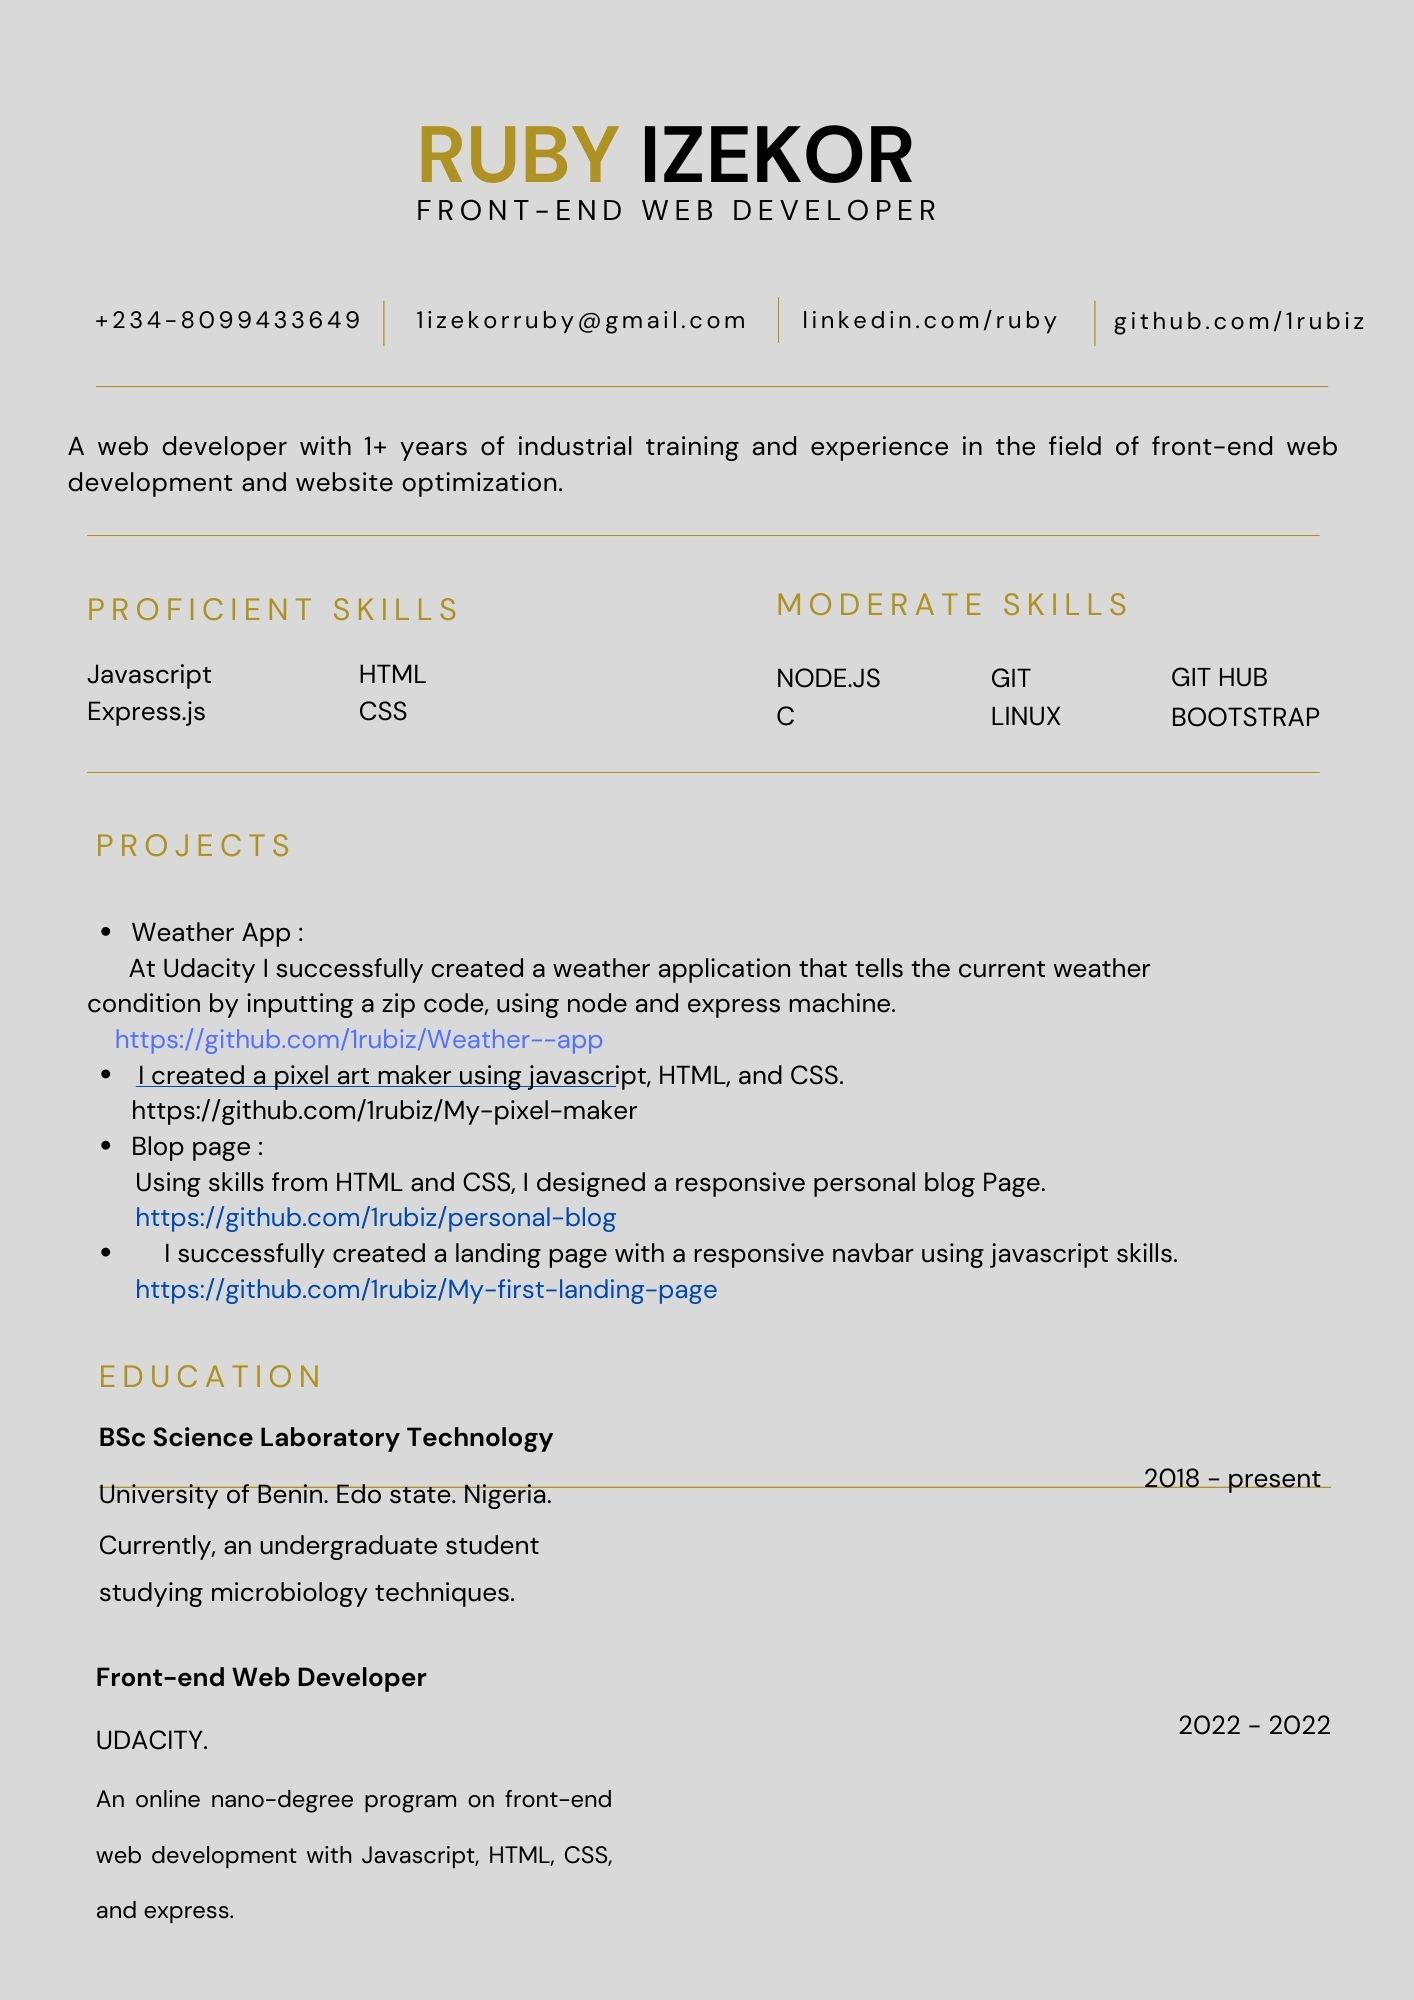 RUBY IZEKOR
FRONT-END WEB DEVELOPER
+234-8099433649 1izekorruby@gmail.com linkedin.com/ruby github.com/1rubiz
A web developer with 1+ years of industrial training and experience in the field of front-end web
development and website optimization.
PROFICIENT SKILLS
Javascript HTML
Express.js CSS
MODERATE SKILLS
NODE.JS GIT GIT HUB
C LINUX BOOTSTRAP
PROJECTS
• Weather App :
At Udacity I successfully created a weather application that tells the current weather
condition by inputting a zip code, using node and express machine.
https://github.com/1rubiz/Weather--app
• I created a pixel art maker using javascript, HTML, and CSS.
https://github.com/1rubiz/My-pixel-maker
• Blop page :
Using skills from HTML and CSS, I designed a responsive personal blog Page.
https://github.com/1rubiz/personal-blog
• I successfully created a landing page with a responsive navbar using javascript skills.
https://github.com/1rubiz/My-first-landing-page
EDUCATION
BSc Science Laboratory Technology
2018 - present
University of Benin. Edo state. Nigeria.
Currently, an undergraduate student
studying microbiology techniques.
Front-end Web Developer
2022 - 2022
UDACITY.
An online nano-degree program on front-end
web development with Javascript, HTML, CSS,
and express.